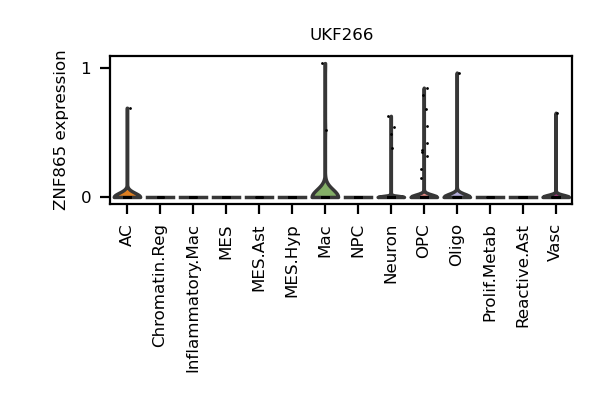 UKF266
ZNF865 expression
1
0
AC
Chromatin.Reg
Inflammatory.Mac
MES
MES.Ast
MES.Hyp
Mac
NPC
Neuron
OPC
Oligo
Prolif.Metab
Reactive.Ast
Vasc